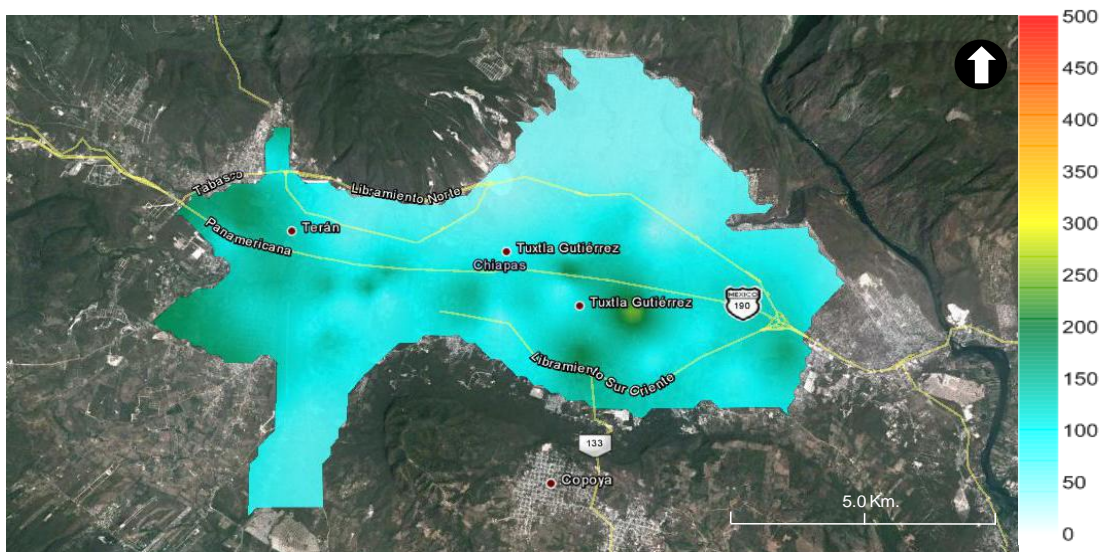 500
450
400
350
300
250
200
150
100
50
0
Tabasco
Libramiento Norte
Terán
Panamericana
Tuxtla Gutiérrez
Chiapas
MEXICO
190
Tuxtla Gutiérrez
Libramiento Sur Oriente
133
Copoya
5.0 Km.